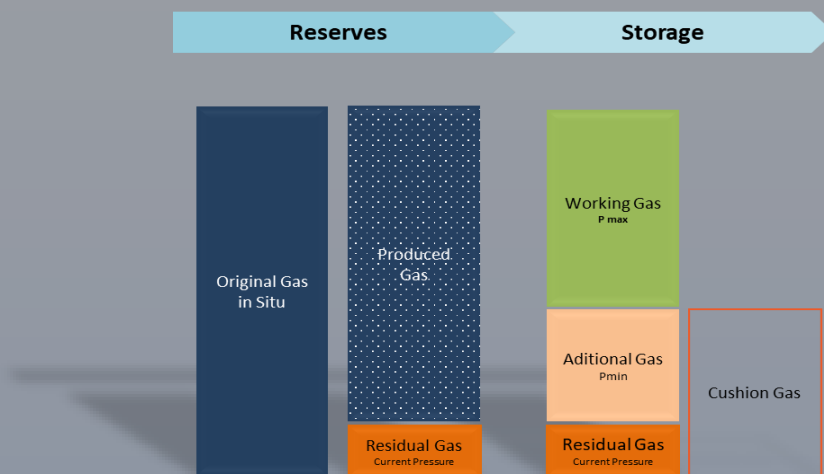 Reserves
Storage
Original Gas
in Situ
Produced
Gas
Residual Gas
Current Pressure
Working Gas
P max
Aditional Gas
Pmin
Residual Gas
Current Pressure
Cushion Gas